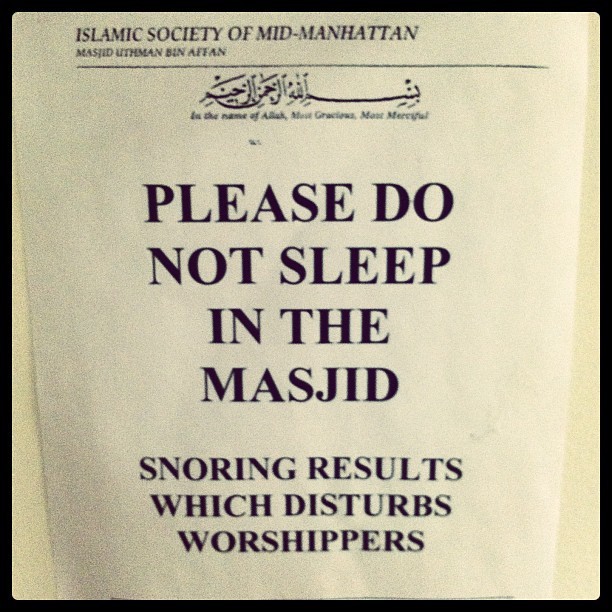 ISLAMIC SOCIETY OF MID-MANHATTAN
MASJID UTHMAN BIN AFFAN
بسم الله الرحمن الرحيم
In the name of Allah, Most Gracious, Most Merciful
PLEASE DO
NOT SLEEP
IN THE
MASJID
SNORING RESULTS
WHICH DISTURBS
WORSHIPPERS